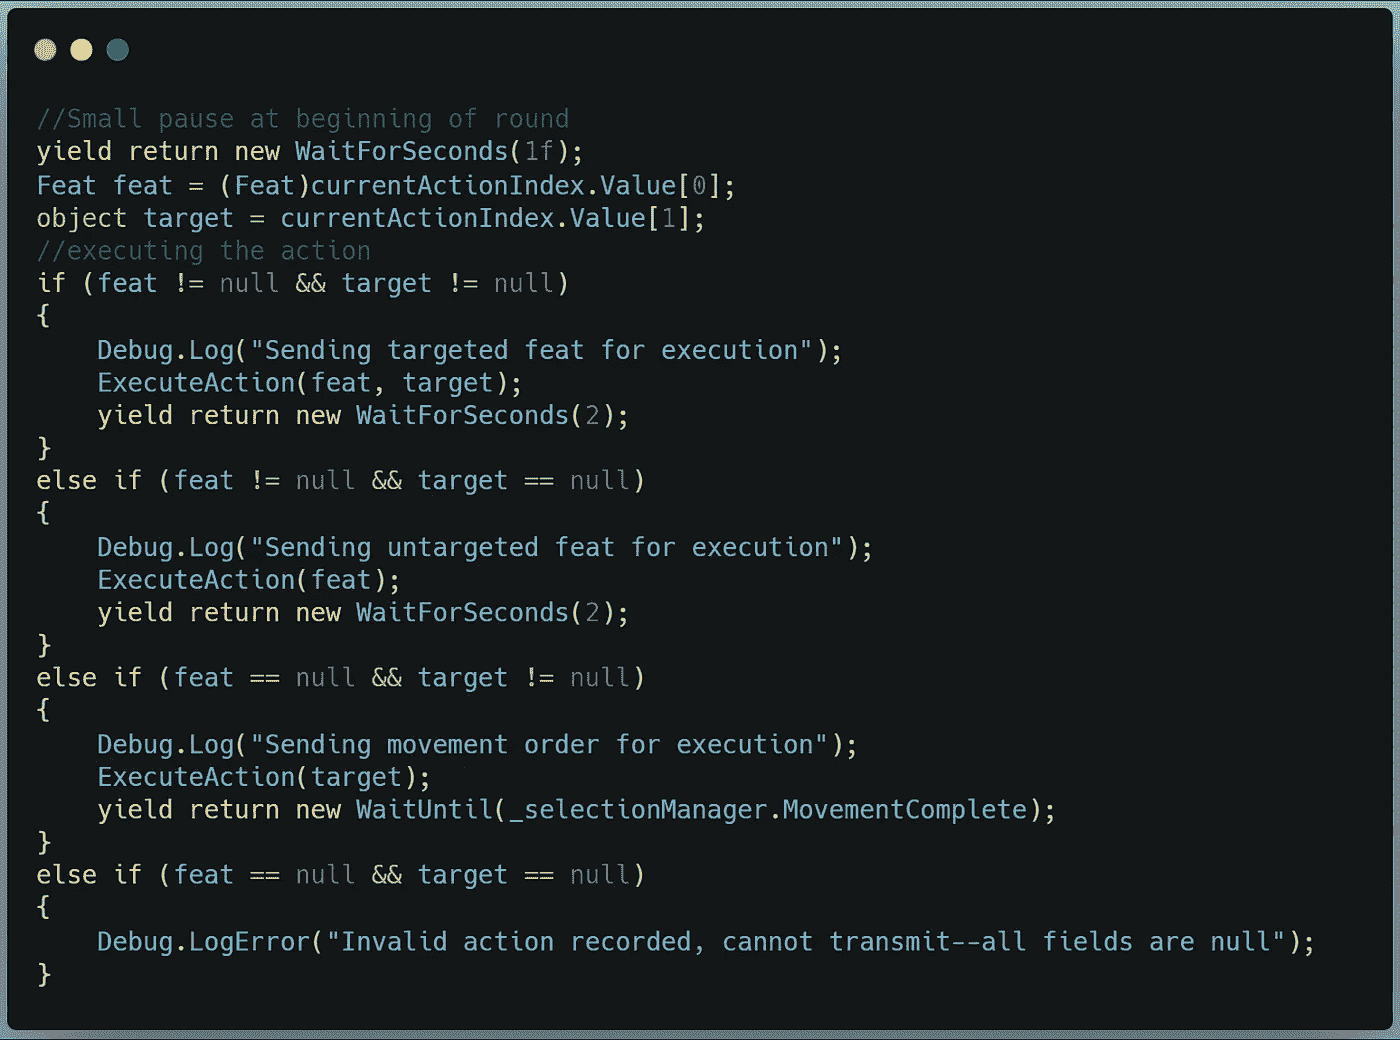 //Small pause at beginning of round
yield return new WaitForSeconds(1f);
Feat feat = (Feat)currentActionIndex.Value[0];
object target = currentActionIndex.Value[1];
//executing the action
if (feat != null && target != null)
{
    Debug.Log("Sending targeted feat for execution");
    ExecuteAction(feat, target);
    yield return new WaitForSeconds(2);
}
else if (feat != null && target == null)
{
    Debug.Log("Sending untargeted feat for execution");
    ExecuteAction(feat);
    yield return new WaitForSeconds(2);
}
else if (feat == null && target != null)
{
    Debug.Log("Sending movement order for execution");
    ExecuteAction(target);
    yield return new WaitUntil(_selectionManager.MovementComplete);
}
else if (feat == null && target == null)
{
    Debug.LogError("Invalid action recorded, cannot transmit--all fields are null");
}